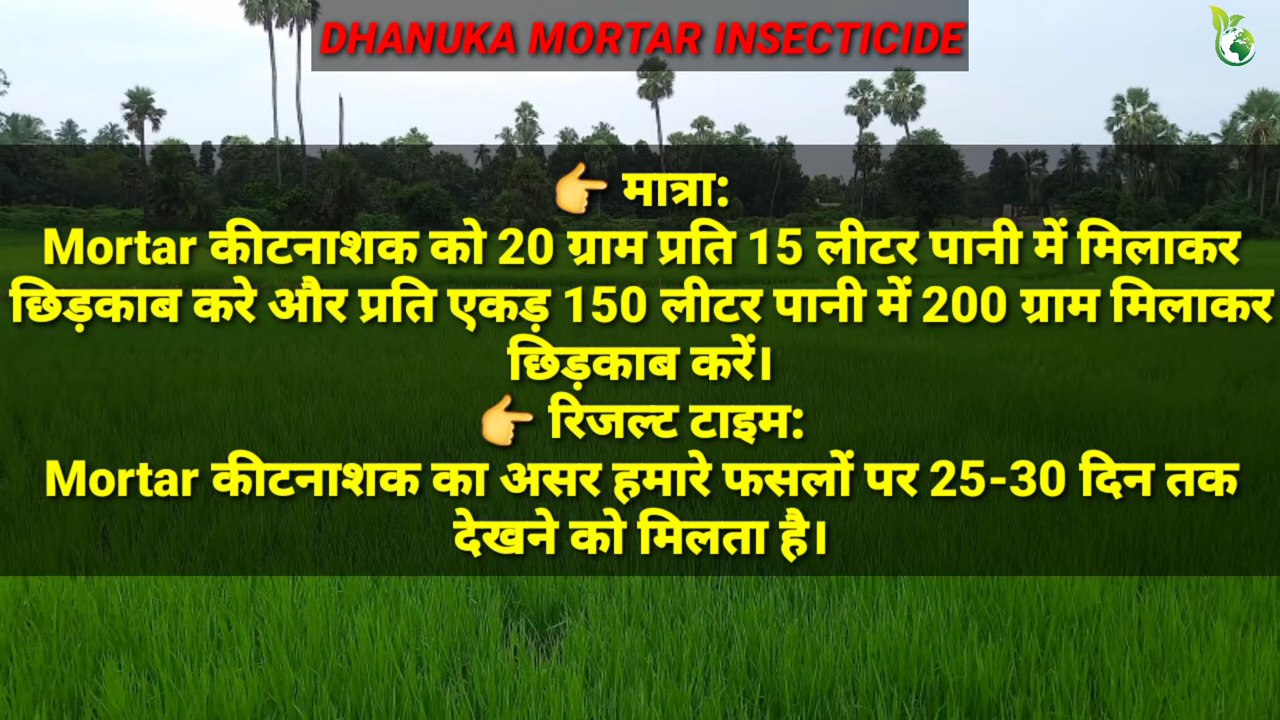 DHANUKA MORTAR INSECTICIDE
👉 मात्रा:
Mortar कीटनाशक को 20 ग्राम प्रति 15 लीटर पानी में मिलाकर
छिड़काब करे और प्रति एकड़ 150 लीटर पानी में 200 ग्राम मिलाकर
छिड़काब करें।
👉 रिजल्ट टाइम:
Mortar कीटनाशक का असर हमारे फसलों पर 25-30 दिन तक
देखने को मिलता है।